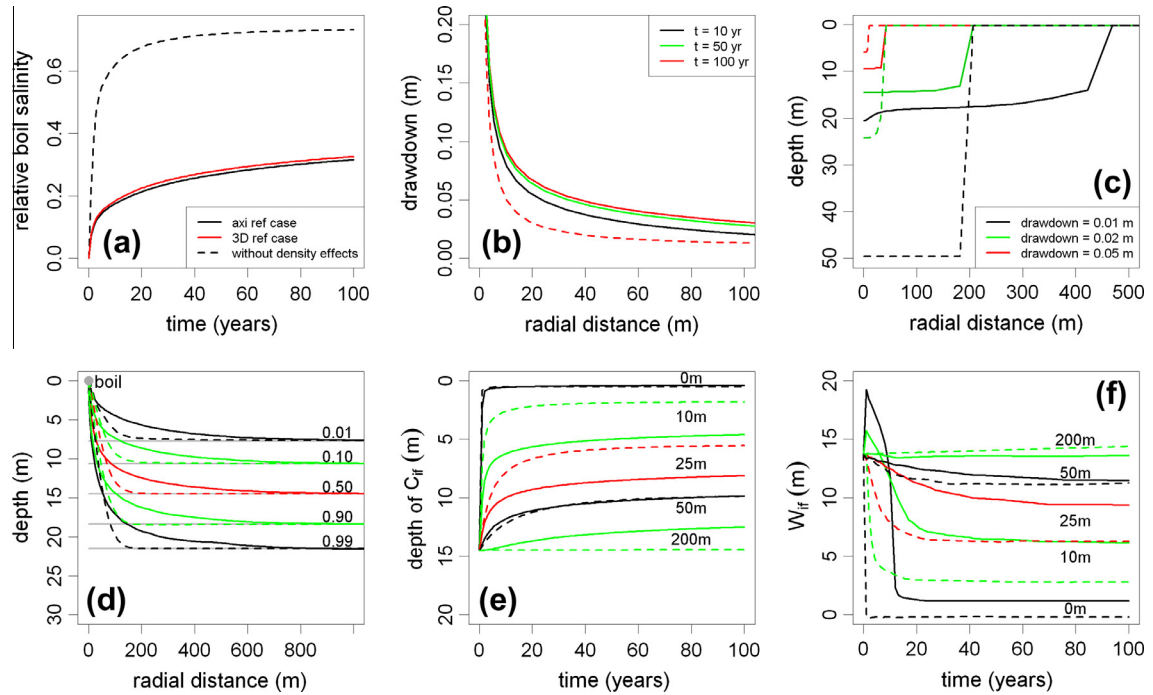 relative boil salinity
0.0 0.2 0.4 0.6
axi ref case
3D ref case
without density effects
(a)
0 20 40 60 80 100
time (years)
drawdown (m)
0.00 0.05 0.10 0.15 0.20
t = 10 yr
t = 50 yr
t = 100 yr
(b)
0 20 40 60 80 100
radial distance (m)
depth (m)
0 10 20 30 40 50
(c)
drawdown = 0.01 m
drawdown = 0.02 m
drawdown = 0.05 m
0 100 200 300 400 500
radial distance (m)
depth (m)
0 5 10 15 20 25 30
boil
0.01
0.10
0.50
0.90
0.99
(d)
0 200 400 600 800
radial distance (m)
depth of Cif (m)
0 5 10 15 20
0m
10m
25m
50m
200m
(e)
0 20 40 60 80 100
time (years)
Wif (m)
0 5 10 15 20
(f)
200m
50m
25m
10m
0m
0 20 40 60 80 100
time (years)